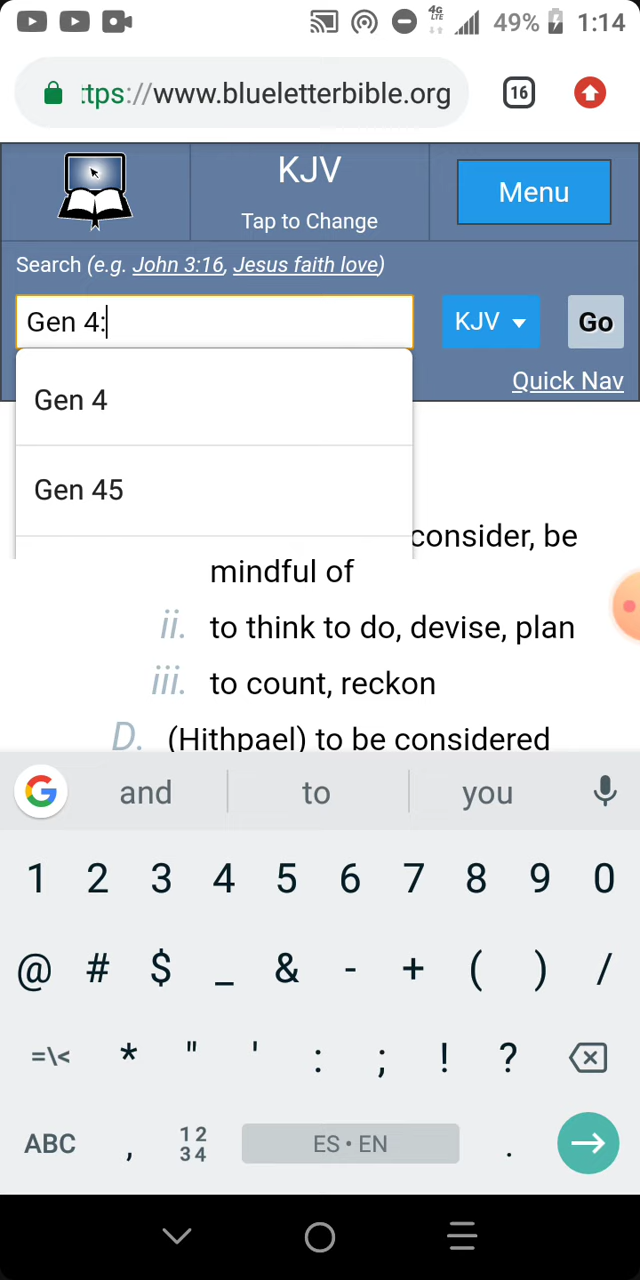 4G
LTE
49%
1:14
ttps://www.blueletterbible.org
16
KJV
Tap to Change
Menu
Search (e.g. John 3:16, Jesus faith love)
Gen 4:
KJV
Go
Quick Nav
Gen 4
Gen 45
consider, be
mindful of
ii. to think to do, devise, plan
iii. to count, reckon
D. (Hithpael) to be considered
G
and to you
1 2 3 4 5 6 7 8 9 0
@ # $ _ & - + ( ) /
=\< * " ' : ; ! ?
ABC , 12 34 ES • EN .